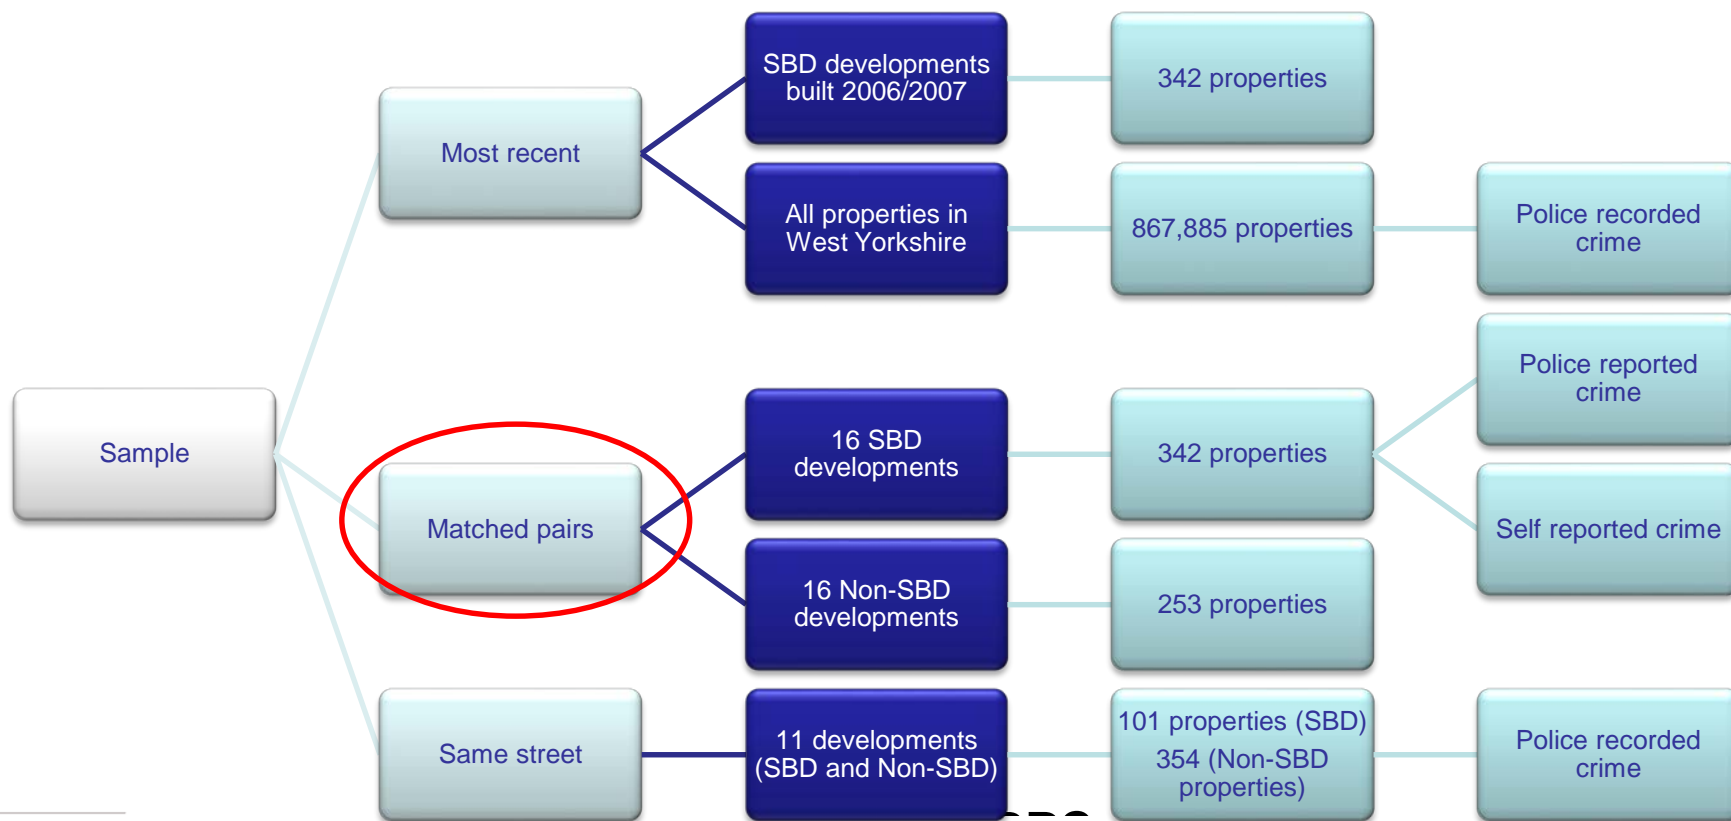 SBD developments
built 2006/2007
342 properties
Most recent
All properties in
West Yorkshire
867,885 properties
Police recorded
crime
Police reported
crime
Sample
16 SBD
developments
342 properties
Matched pairs
Self reported crime
16 Non-SBD
developments
253 properties
Same street
11 developments
(SBD and Non-SBD)
101 properties (SBD)
354 (Non-SBD
properties)
Police recorded
crime